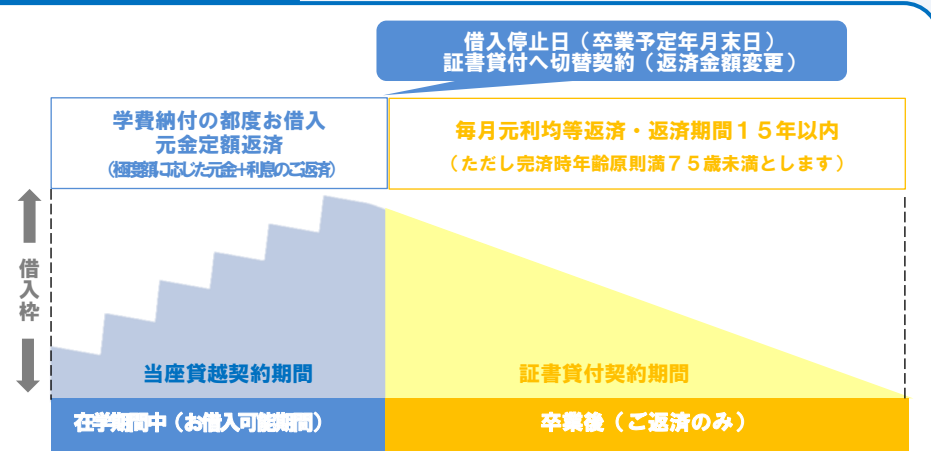 借入停止日（卒業予定年月末日）
証書貸付へ切替契約（返済金額変更）
学費納付の都度お借入
元金定額返済
（極度額に応じた元金+利息のご返済）
毎月元利均等返済・返済期間１５年以内
（ただし完済時年齢原則満７５歳未満とします）
借入枠
当座貸越契約期間
証書貸付契約期間
在学期間中（お借入可能期間）
卒業後（ご返済のみ）